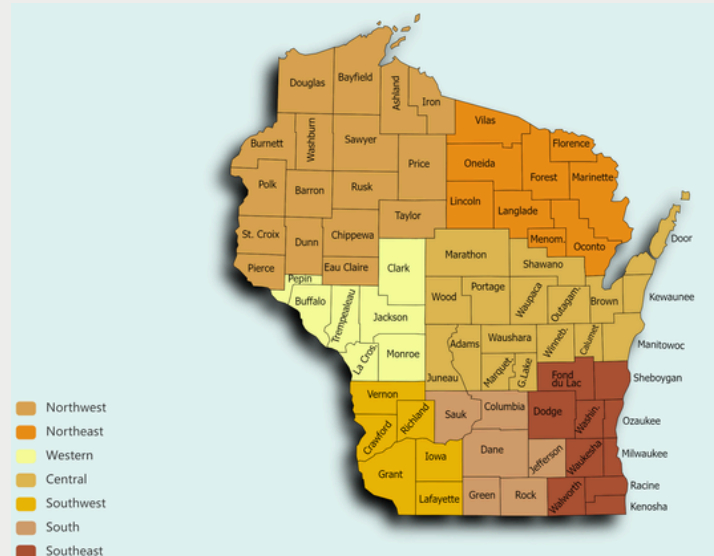 Douglas
Bayfield
Ashland
Iron
Vilas
Florence
Burnett
Washburn
Sawyer
Price
Oneida
Forest
Marinette
Polk
Barron
Rusk
Lincoln
Langlade
Taylor
St. Croix
Dunn
Chippewa
Menom.
Oconto
Door
Pierce
Eau Claire
Clark
Marathon
Shawano
Pepin
Buffalo
Trempealeau
Jackson
Wood
Portage
Waupaca
Outagam.
Brown
Kewaunee
La Cros.
Monroe
Juneau
Adams
Waushara
Marquet.
G.Lake
Winneb.
Calumet
Manitowoc
Vernon
Crawford
Richland
Sauk
Columbia
Fond
du Lac
Sheboygan
Dodge
Washin.
Ozaukee
Grant
Iowa
Dane
Jefferson
Waukesha
Milwaukee
Lafayette
Green
Rock
Walworth
Racine
Kenosha
Northwest
Northeast
Western
Central
Southwest
South
Southeast